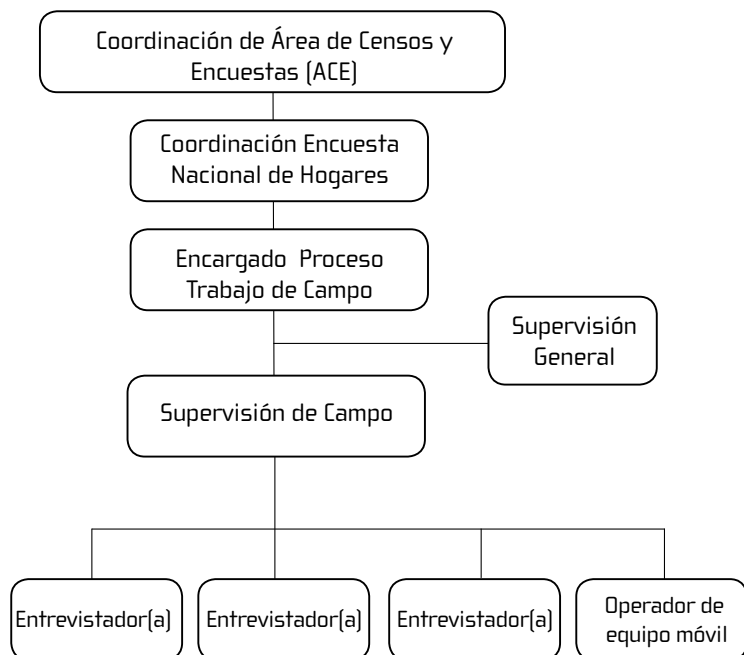 Coordinación de Área de Censos y
Encuestas (ACE)
Coordinación Encuesta
Nacional de Hogares
Encargado Proceso
Trabajo de Campo
Supervisión
General
Supervisión de Campo
Entrevistador(a)
Entrevistador(a)
Entrevistador(a)
Operador de
equipo móvil